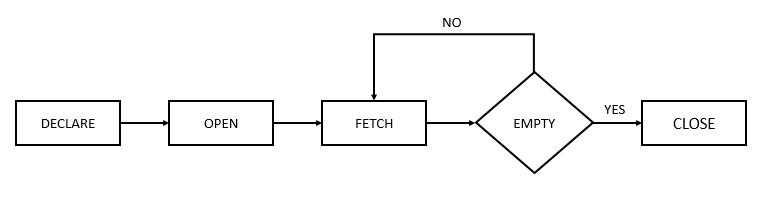 NO
DECLARE
OPEN
FETCH
EMPTY
YES
CLOSE